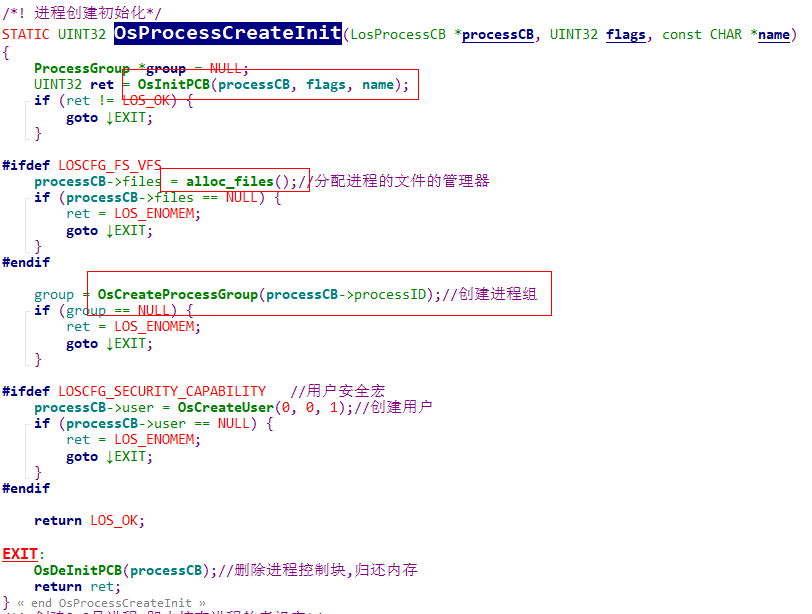 /*! 进程创建初始化*/
STATIC UINT32 OsProcessCreateInit(LosProcessCB *processCB, UINT32 flags, const CHAR *name)
{
    ProcessGroup *group = NULL;
    UINT32 ret = OsInitPCB(processCB, flags, name);
    if (ret != LOS_OK) {
        goto ↓EXIT;
    }
#ifdef LOSCFG_FS_VFS
    processCB->files = alloc_files();//分配进程的文件的管理器
    if (processCB->files == NULL) {
        ret = LOS_ENOMEM;
        goto ↓EXIT;
    }
#endif
    group = OsCreateProcessGroup(processCB->processID);//创建进程组
    if (group == NULL) {
        ret = LOS_ENOMEM;
        goto ↓EXIT;
    }
#ifdef LOSCFG_SECURITY_CAPABILITY   //用户安全宏
    processCB->user = OsCreateUser(0, 0, 1);//创建用户
    if (processCB->user == NULL) {
        ret = LOS_ENOMEM;
        goto ↓EXIT;
    }
#endif
    return LOS_OK;
EXIT:
    OsDeInitPCB(processCB);//删除进程控制块,归还内存
    return ret;
} « end OsProcessCreateInit »